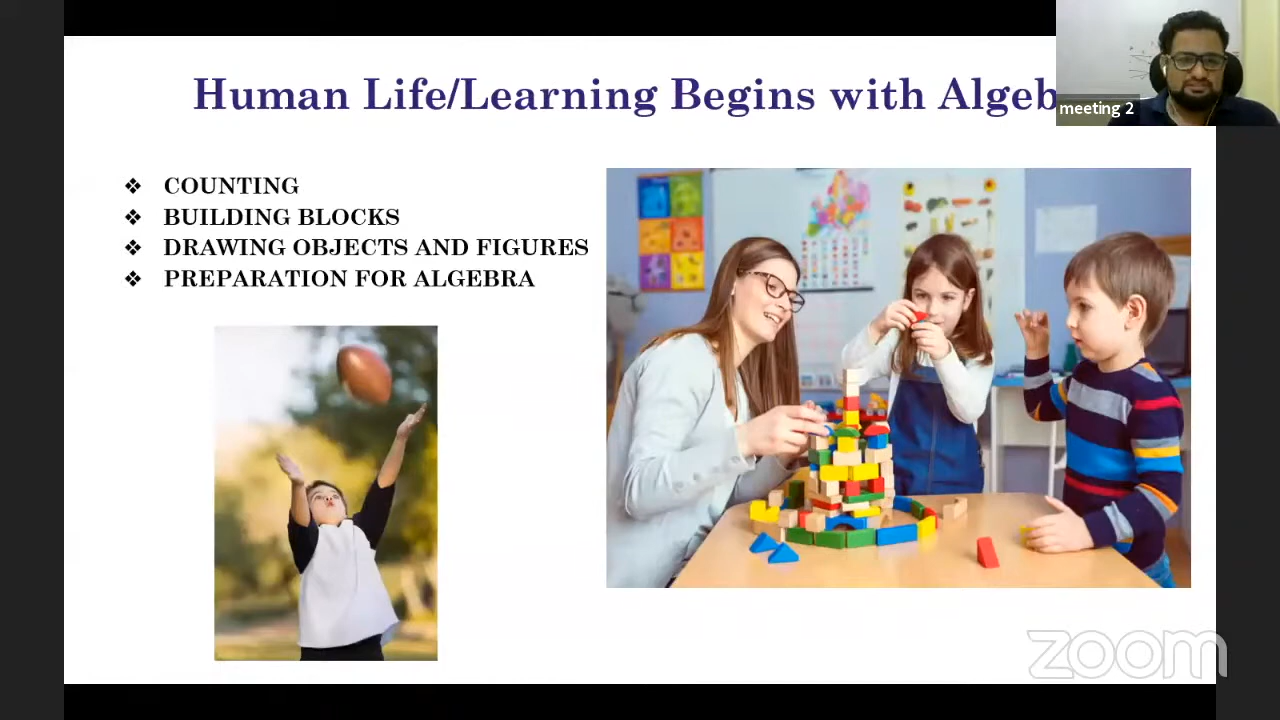 Human Life/Learning Begins with Algeb
meeting 2
❖ COUNTING
❖ BUILDING BLOCKS
❖ DRAWING OBJECTS AND FIGURES
❖ PREPARATION FOR ALGEBRA
zoom